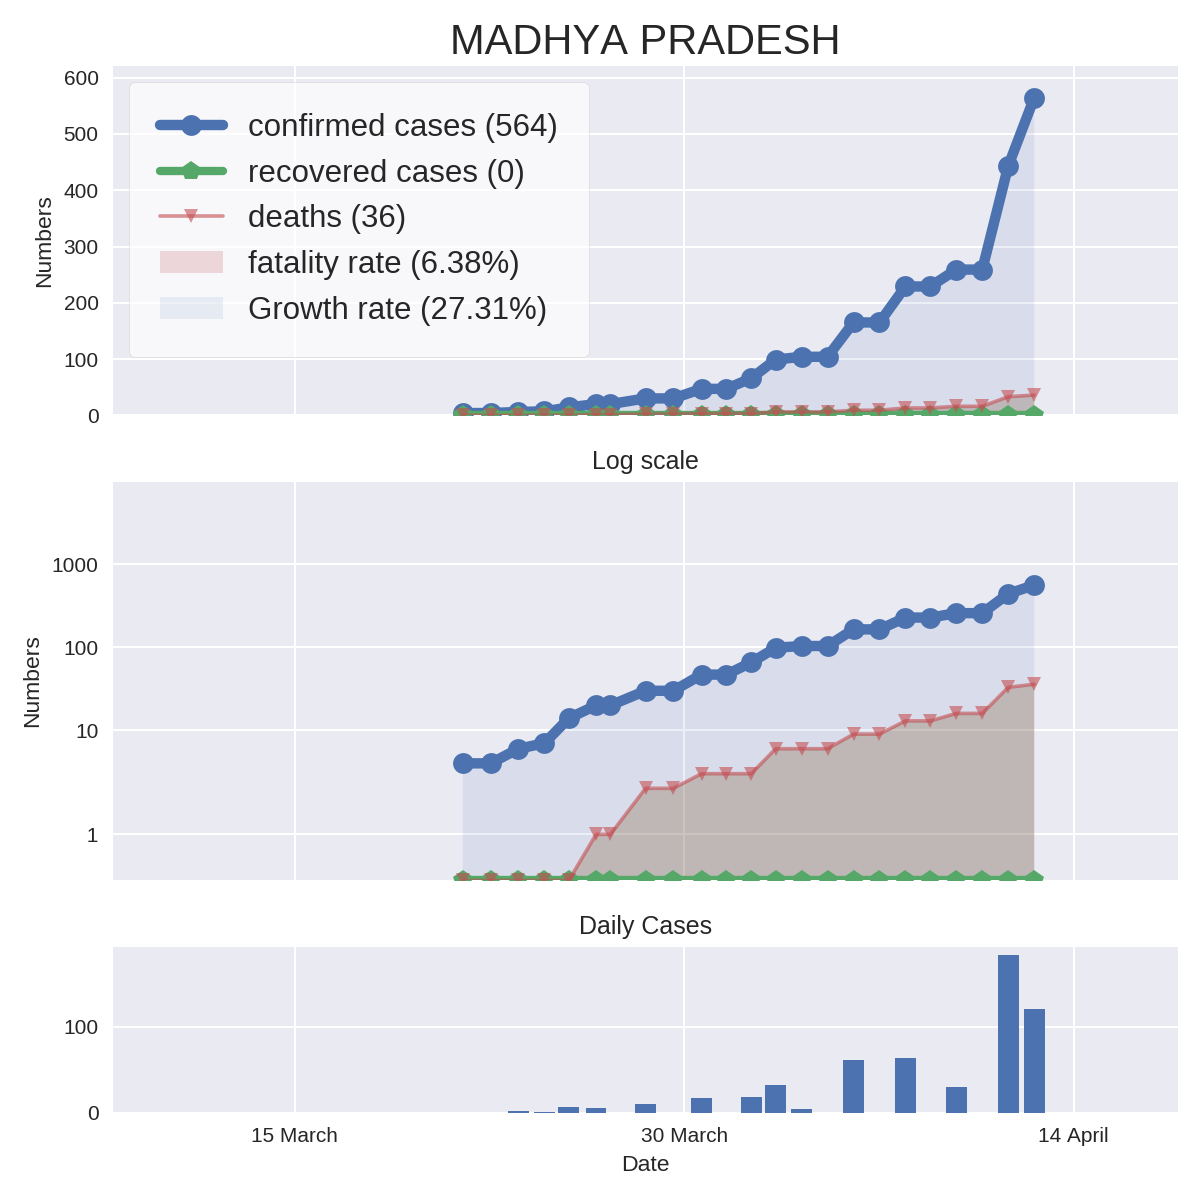 MADHYA PRADESH
600
500
400
300
200
100
0
Numbers
confirmed cases (564)
recovered cases (0)
deaths (36)
fatality rate (6.38%)
Growth rate (27.31%)
Log scale
1000
100
10
1
Numbers
Daily Cases
100
0
15 March
30 March
14 April
Date